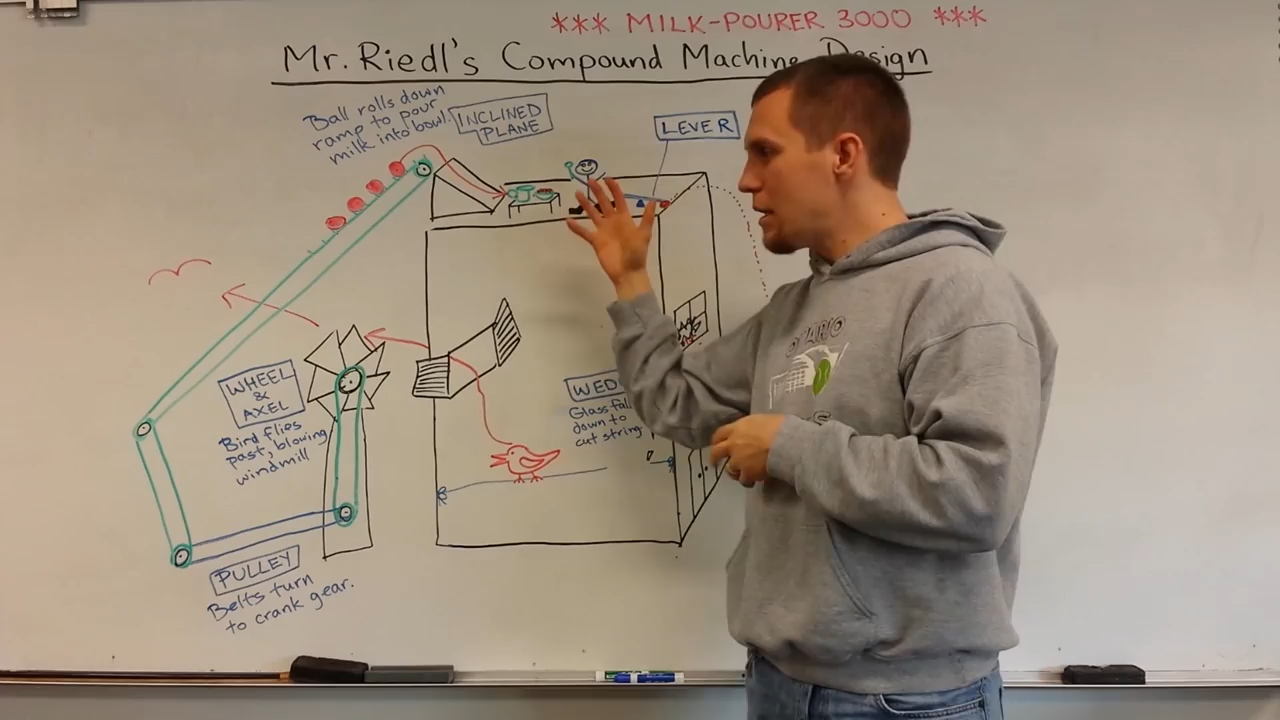 *** MILK-POURER 3000 ***
Mr. Riedl's Compound Machine Design
Ball rolls down
ramp to pour
milk into bowl.
INCLINED
PLANE
LEVER
WHEEL
&
AXEL
Bird flies
past, blowing
windmill
WED
Glass fal
down to
cut string
PULLEY
Belts turn
to crank gear.